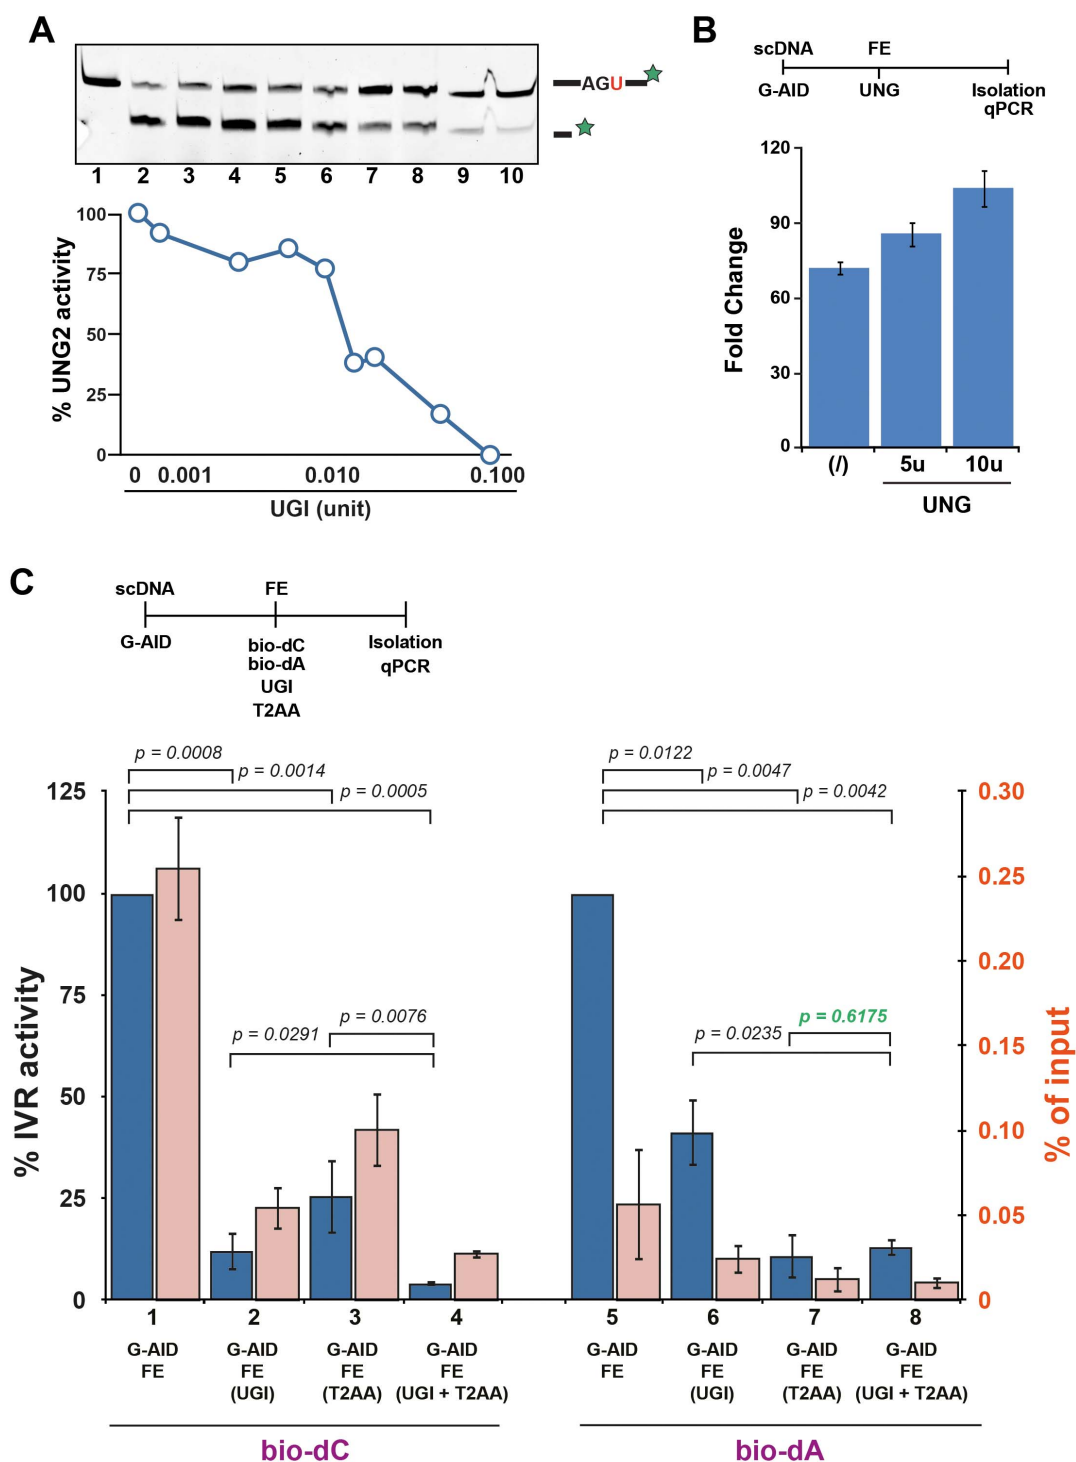 A
AGU
1 2 3 4 5 6 7 8 9 10
% UNG2 activity
100
75
50
25
0
0 0.001 0.010 0.100
UGI (unit)
B
scDNA FE
G-AID UNG Isolation
qPCR
Fold Change
120
90
60
30
0
(/) 5u 10u
UNG
C
scDNA FE
G-AID bio-dC Isolation
bio-dA qPCR
UGI
T2AA
% IVR activity
125
100
75
50
25
0
p = 0.0008
p = 0.0014
p = 0.0005
p = 0.0076
p = 0.0291
p = 0.0122
p = 0.0047
p = 0.0042
p = 0.6175
p = 0.0235
% of input
0.30
0.25
0.20
0.15
0.10
0.05
0
1 2 3 4 5 6 7 8
G-AID G-AID G-AID G-AID G-AID G-AID G-AID G-AID
FE FE FE FE FE FE FE FE
(UGI) (T2AA) (UGI + T2AA) (UGI) (T2AA) (UGI + T2AA)
bio-dC bio-dA